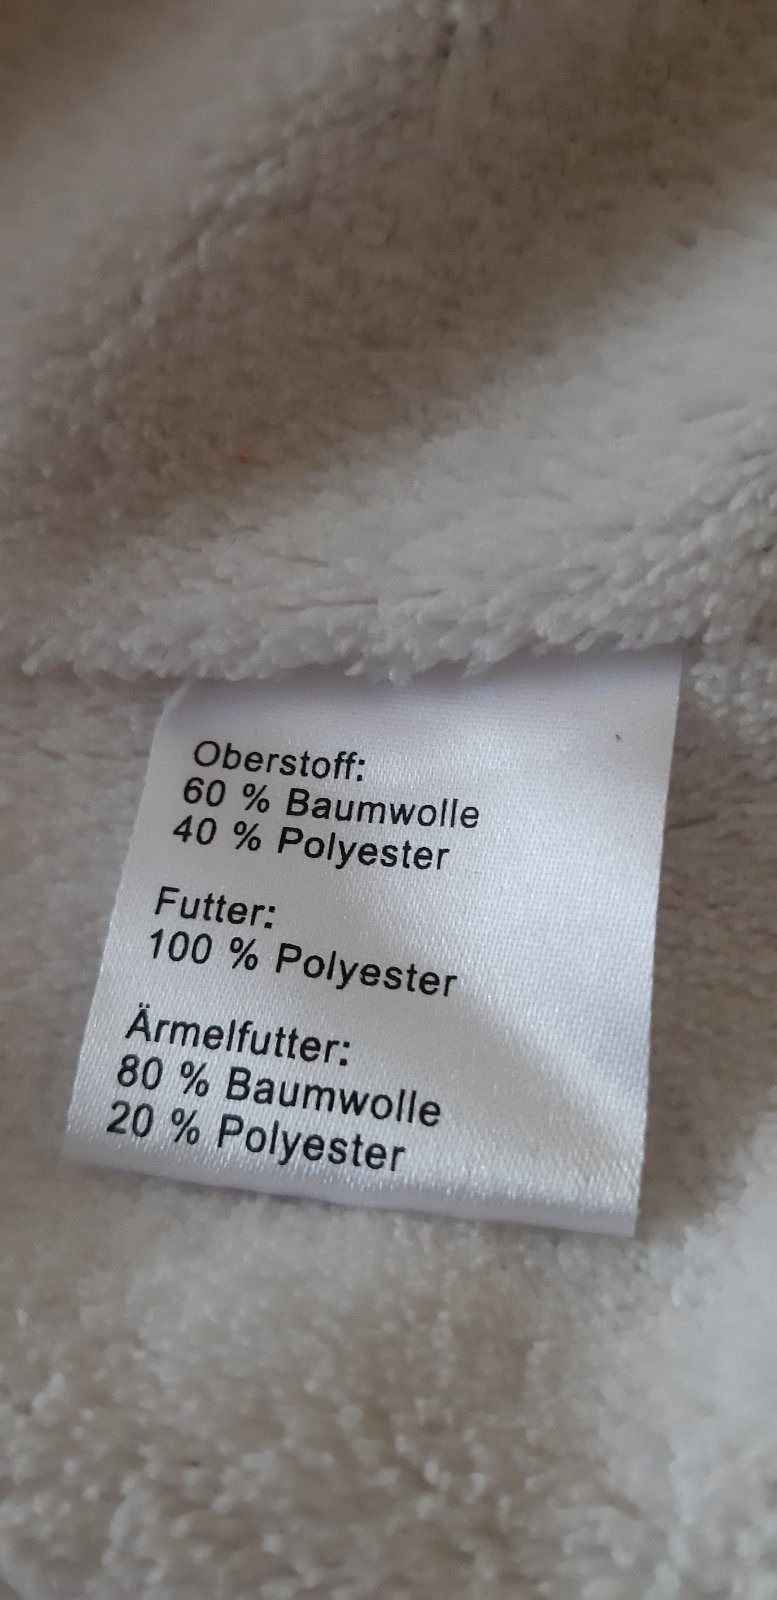 Oberstoff:
60 % Baumwolle
40 % Polyester
Futter:
100 % Polyester
Ärmelfutter:
80 % Baumwolle
20 % Polyester